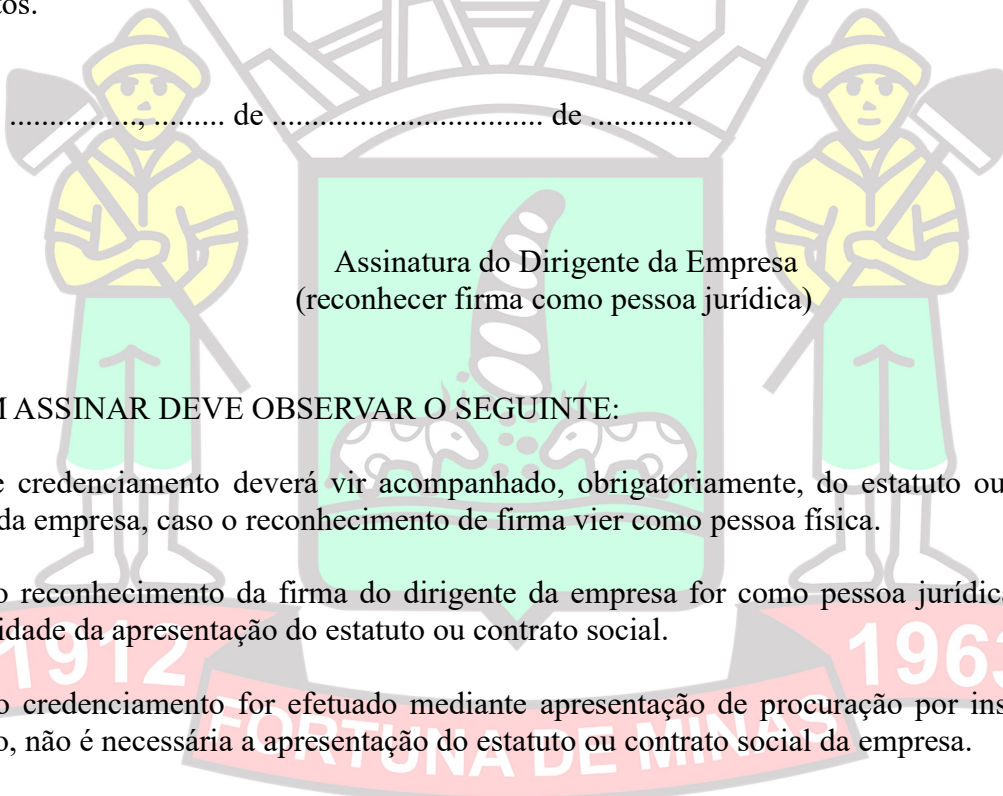 tos.
..............., ......... de .................................. de .............
Assinatura do Dirigente da Empresa
(reconhecer firma como pessoa jurídica)
M ASSINAR DEVE OBSERVAR O SEGUINTE:
e credenciamento deverá vir acompanhado, obrigatoriamente, do estatuto ou
da empresa, caso o reconhecimento de firma vier como pessoa física.
o reconhecimento da firma do dirigente da empresa for como pessoa jurídica
idade da apresentação do estatuto ou contrato social.
1912
1963
o credenciamento for efetuado mediante apresentação de procuração por ins
o, não é necessária a apresentação do estatuto ou contrato social da empresa.
FORTUNA DE MINAS